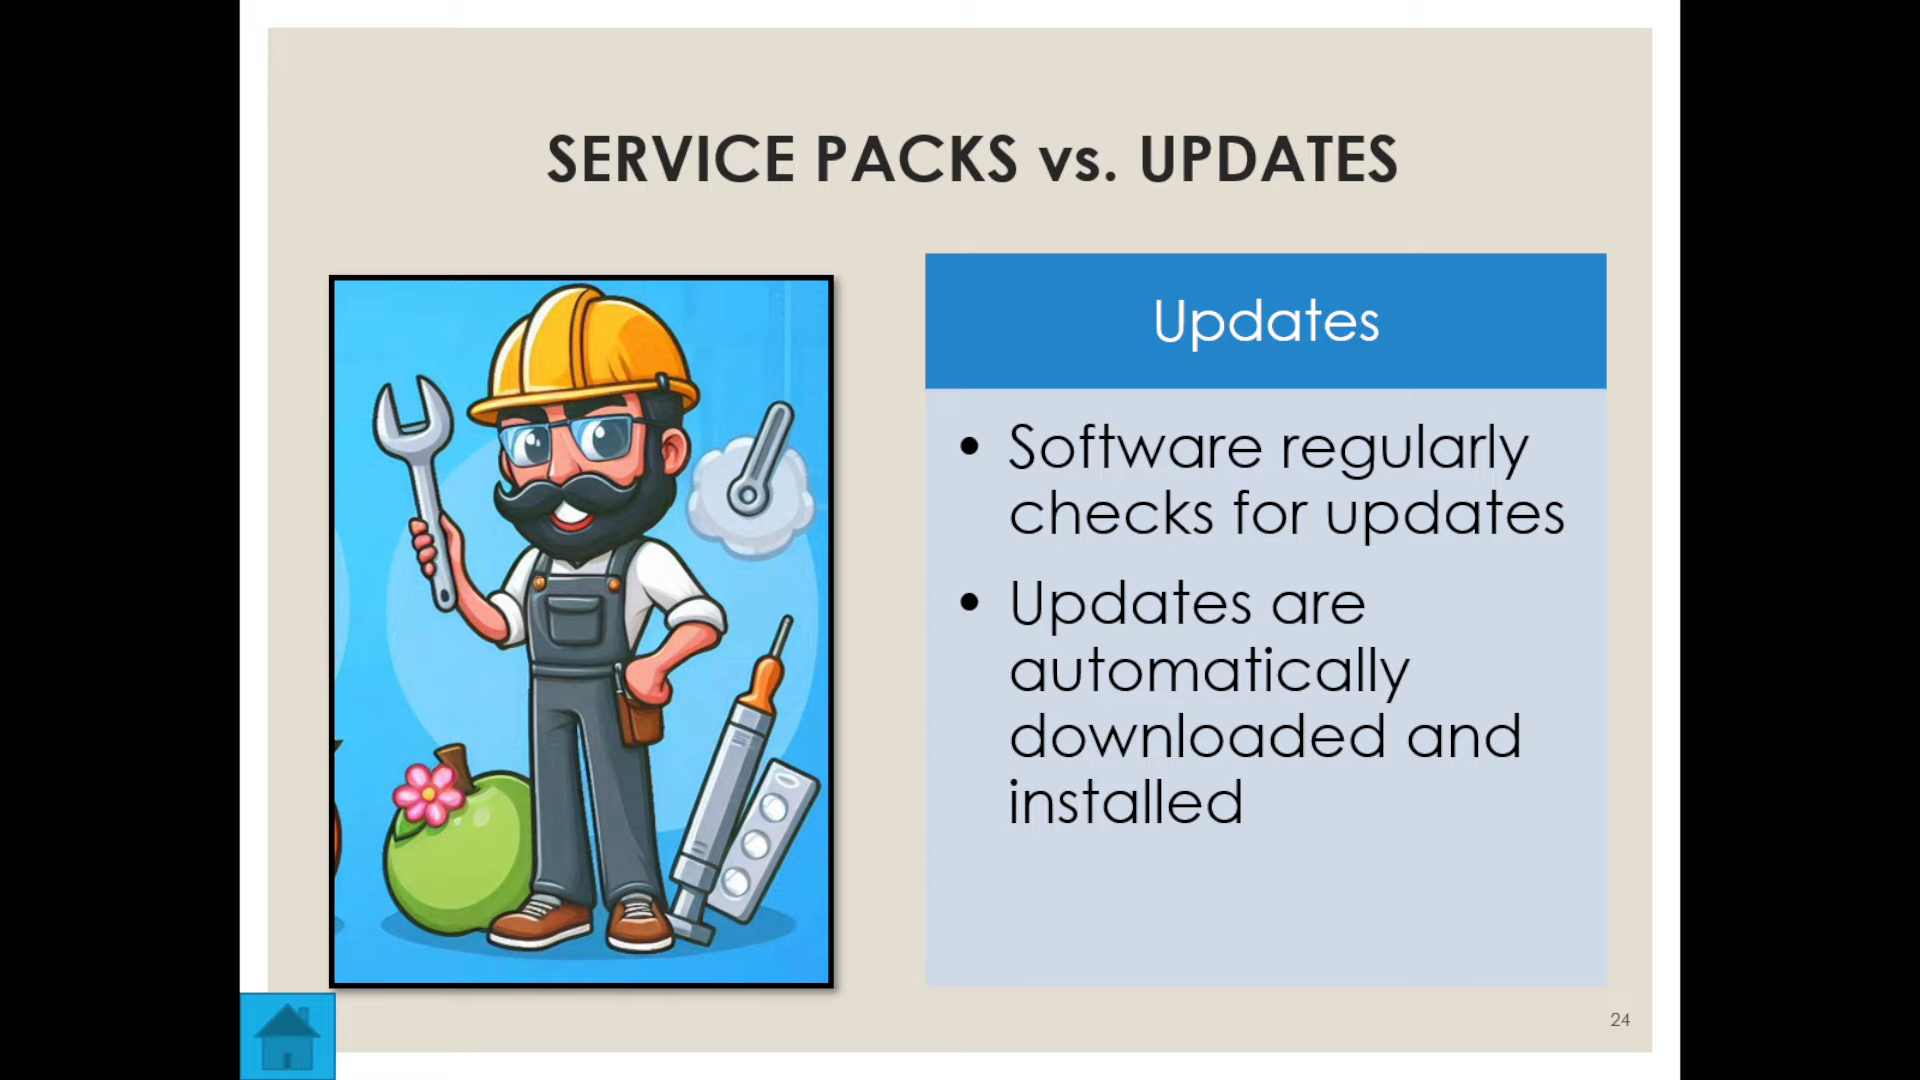 SERVICE PACKS vs. UPDATES
Updates
• Software regularly
checks for updates
• Updates are
automatically
downloaded and
installed
24